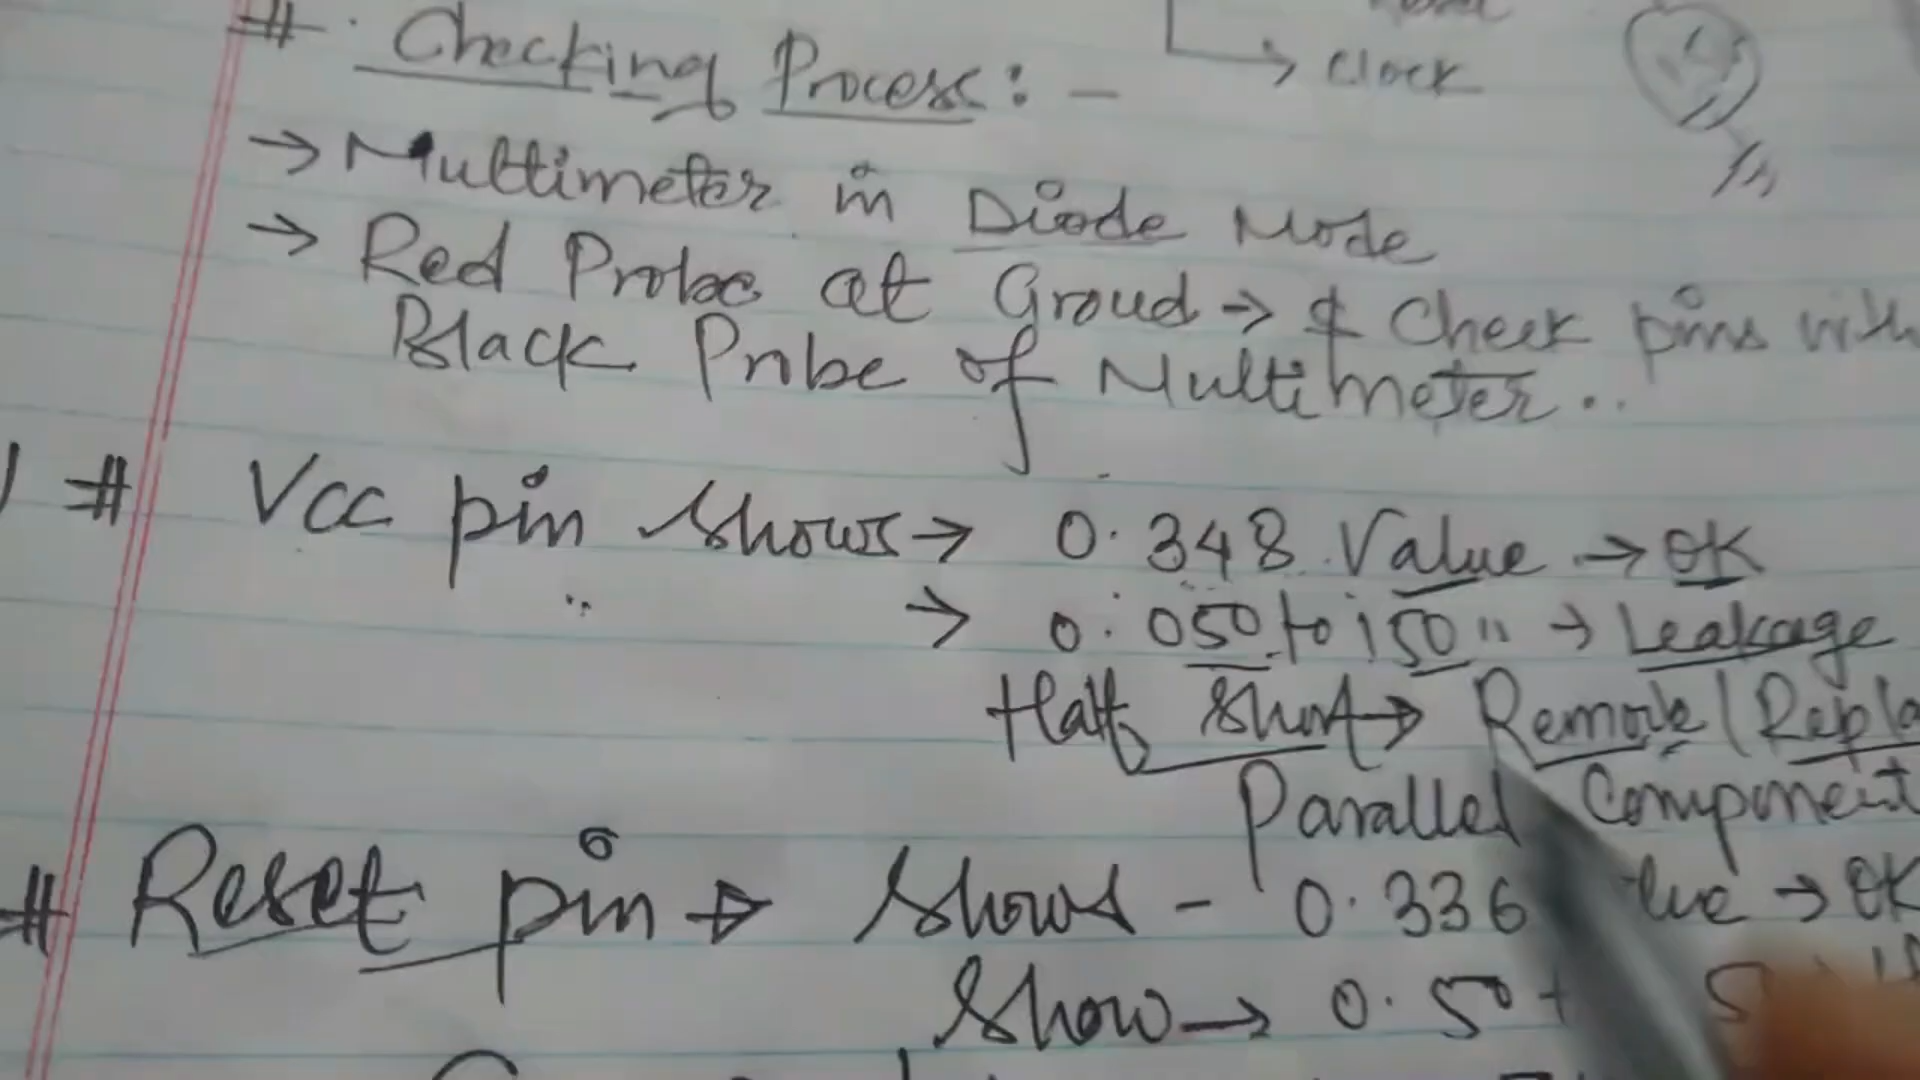 → Clock
# Checking Process:-
→ Multimeter in Diode Mode
→ Red Probe at Groud → & Check pins with
Black Probe of Multimeter..
# Vcc pin shows → 0.348 Value → OK
" → 0.050 to 150 " → Leakage
Half Short → Remove / Repla
Parallel Component
# Reset pin → shows - 0.336 lue → OK
Show → 0.50